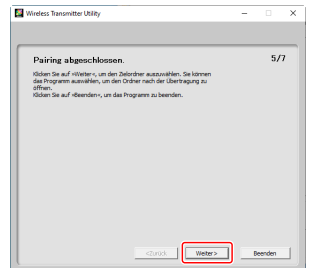 Wireless Transmitter Utility
Pairing abgeschlossen.
5/7
Klicken Sie auf »Weiter«, um den Zielordner auszuwählen. Sie können
das Programm auswählen, um den Ordner nach der Übertragung zu
öffnen.
Klicken Sie auf »Beenden«, um das Programm zu beenden.
<Zurück
Weiter>
Beenden